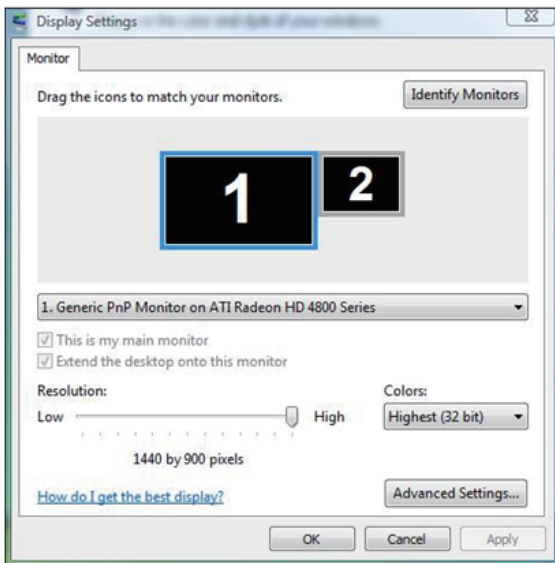 Display Settings
Monitor
Drag the icons to match your monitors.
Identify Monitors
1
2
1. Generic PnP Monitor on ATI Radeon HD 4800 Series
This is my main monitor
Extend the desktop onto this monitor
Resolution:
Colors:
Low
High
Highest (32 bit)
1440 by 900 pixels
How do I get the best display?
Advanced Settings...
OK
Cancel
Apply